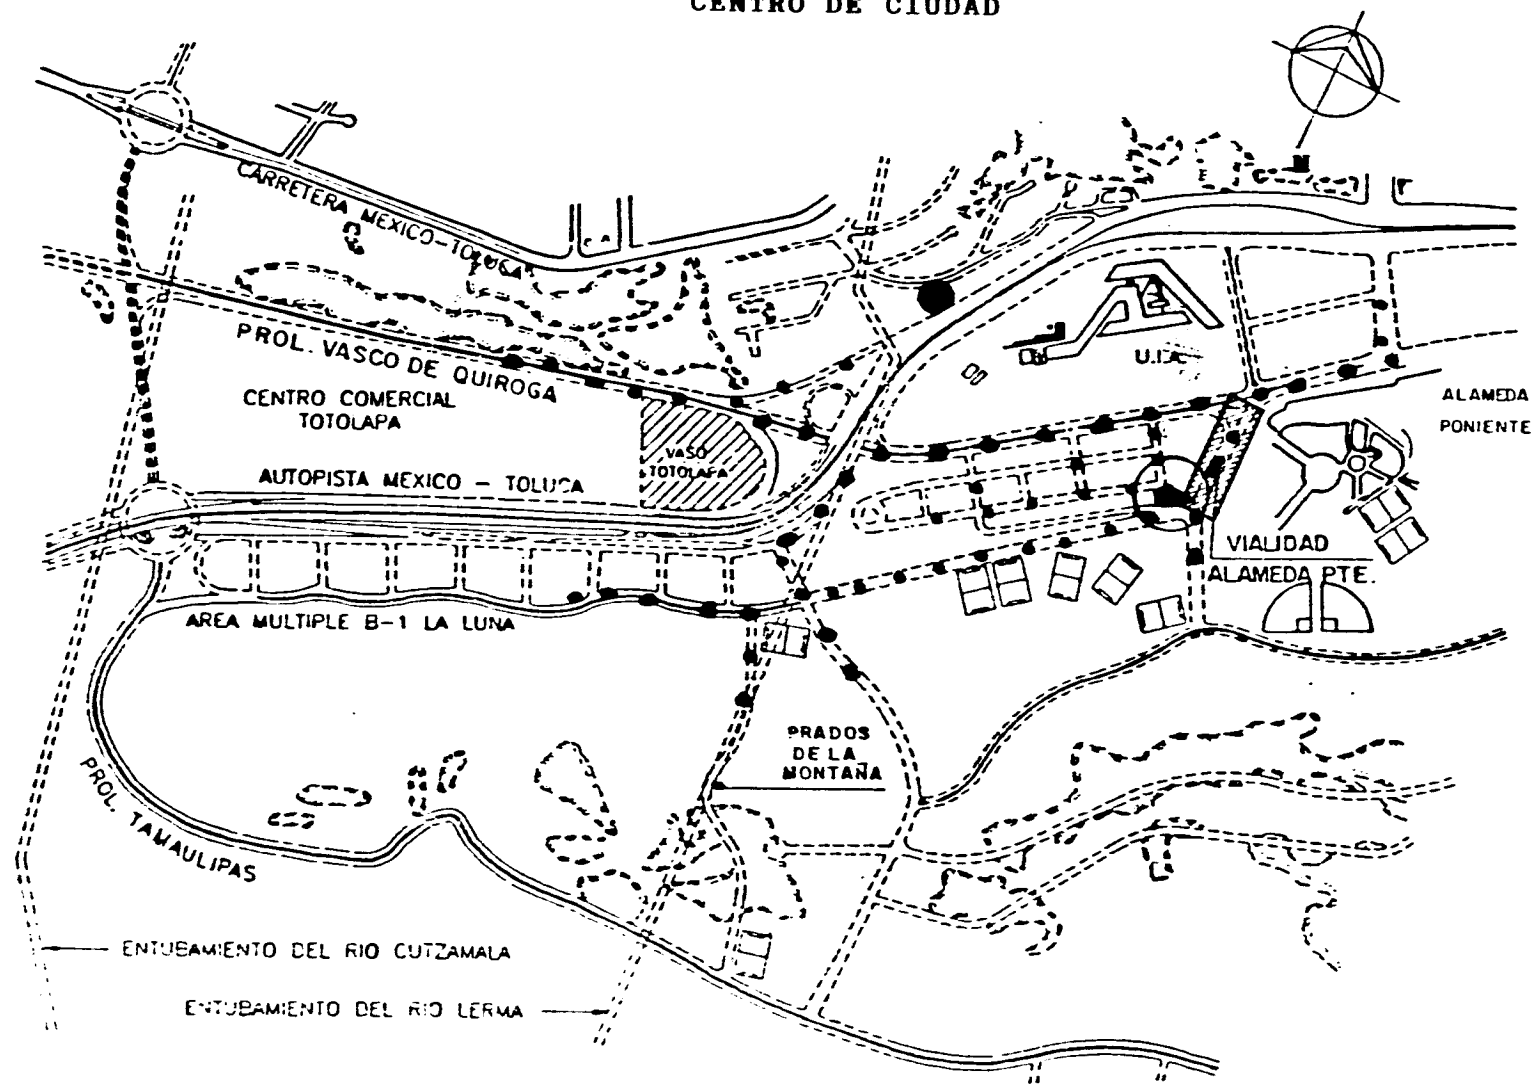 CENTRO DE CIUDAD
N
CARRETERA MEXICO-TOLUCA
PROL. VASCO DE QUIROGA
CENTRO COMERCIAL
TOTOLAPA
VASO
TOTOLAPA
AUTOPISTA MEXICO - TOLUCA
U.I.A.
ALAMEDA
PONIENTE
VIALIDAD
ALAMEDA PTE.
AREA MULTIPLE B-1 LA LUNA
PRADOS
DE LA
MONTAÑA
PROL. TAMAULIPAS
ENTUBAMIENTO DEL RIO CUTZAMALA
ENTUBAMIENTO DEL RIO LERMA